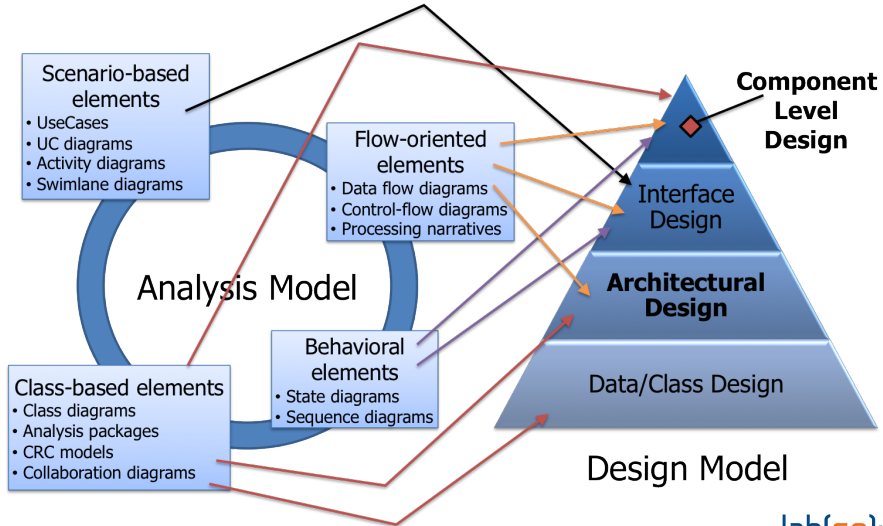 Scenario-based
elements
• UseCases
• UC diagrams
• Activity diagrams
• Swimlane diagrams
Flow-oriented
elements
• Data flow diagrams
• Control-flow diagrams
• Processing narratives
Analysis Model
Behavioral
elements
• State diagrams
• Sequence diagrams
Class-based elements
• Class diagrams
• Analysis packages
• CRC models
• Collaboration diagrams
Component
Level
Design
Interface
Design
Architectural
Design
Data/Class Design
Design Model